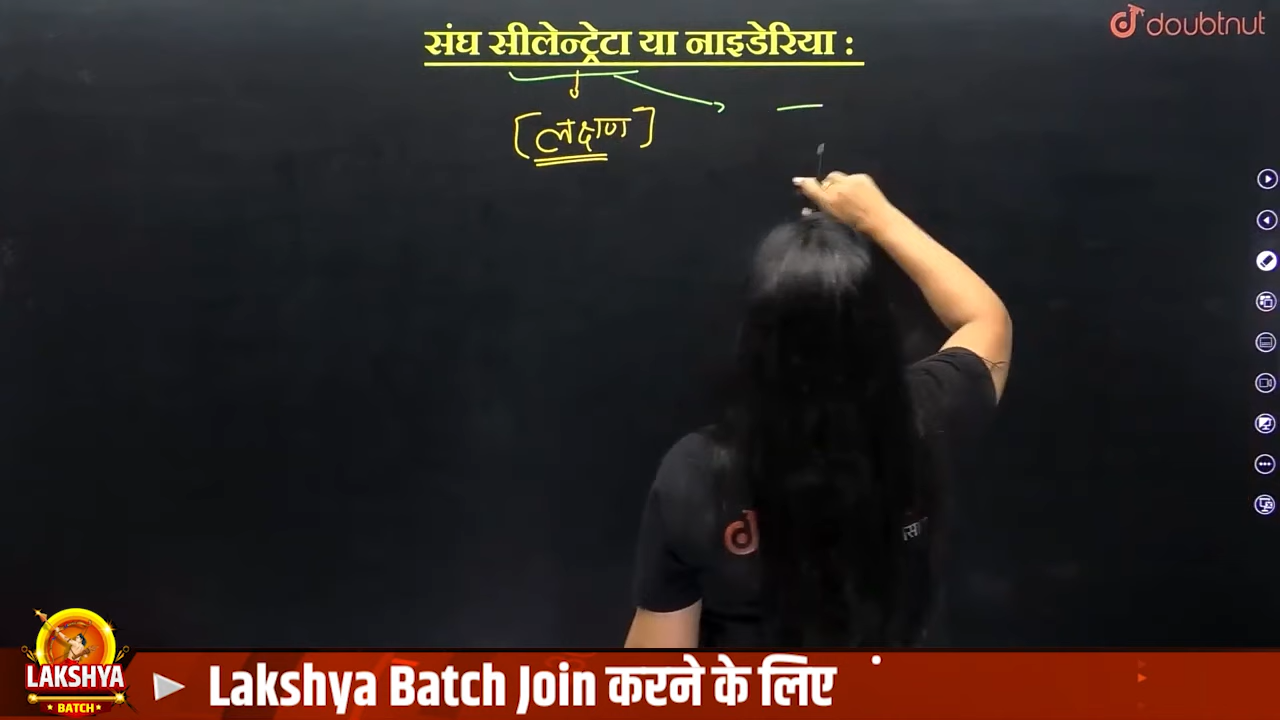 संघ सीलेन्ट्रेटा या नाइडेरिया :
doubtnut
[लक्षण]
LAKSHYA
BATCH
Lakshya Batch Join करने के लिए